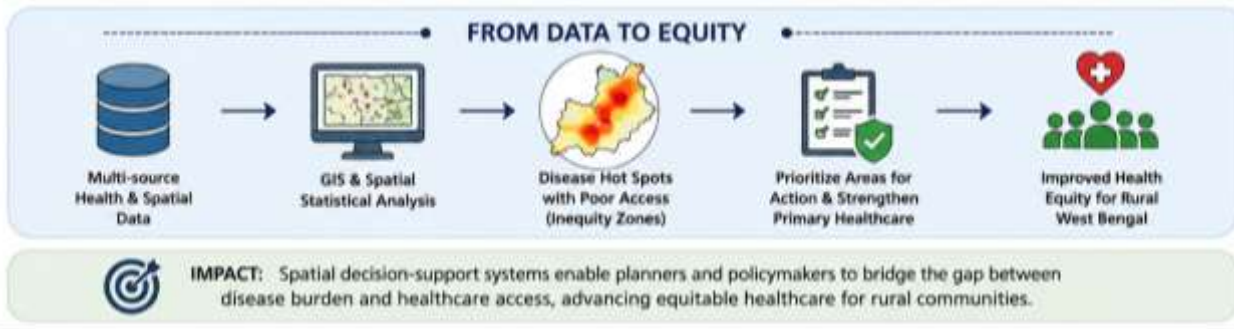 FROM DATA TO EQUITY
Multi-source
Health & Spatial
Data
GIS & Spatial
Statistical Analysis
Disease Hot Spots
with Poor Access
(Inequity Zones)
Prioritize Areas for
Action & Strengthen
Primary Healthcare
Improved Health
Equity for Rural
West Bengal
IMPACT: Spatial decision-support systems enable planners and policymakers to bridge the gap between
disease burden and healthcare access, advancing equitable healthcare for rural communities.